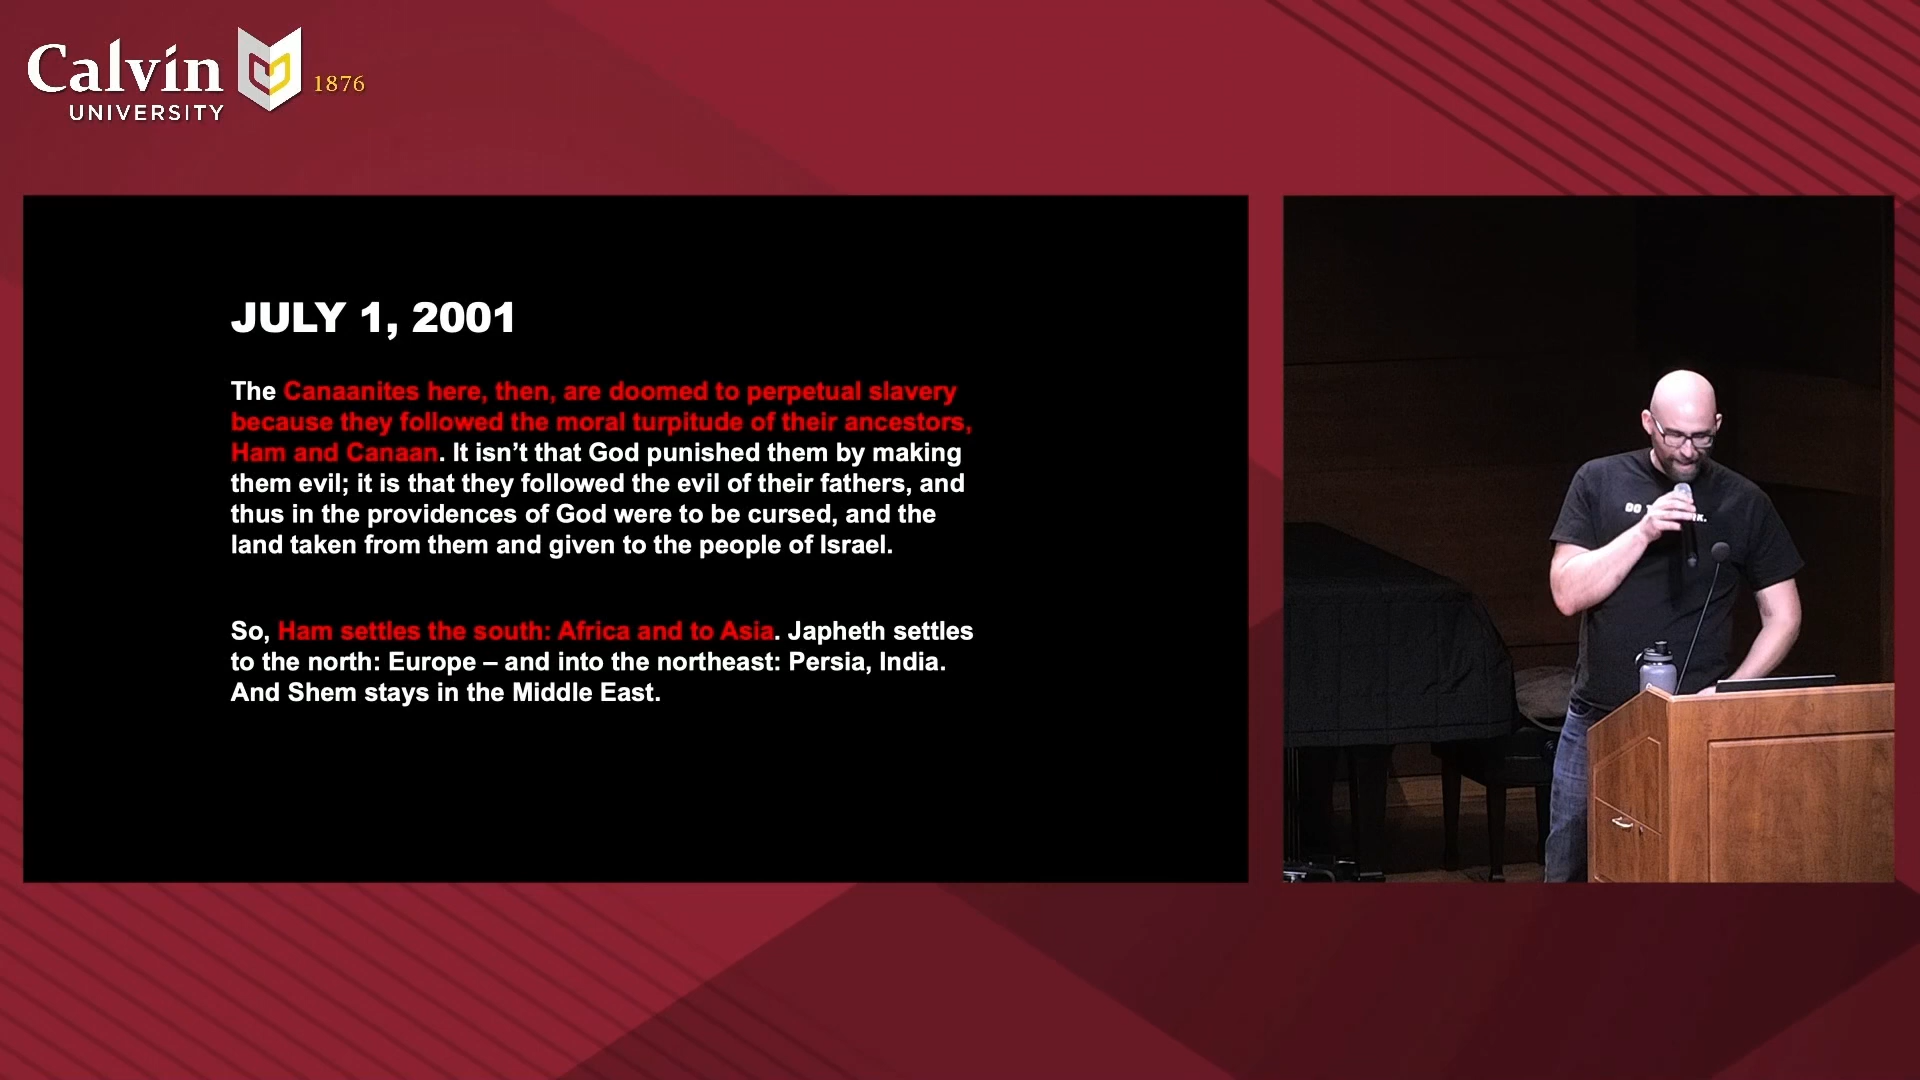 Calvin
UNIVERSITY
1876
JULY 1, 2001
The Canaanites here, then, are doomed to perpetual slavery
because they followed the moral turpitude of their ancestors,
Ham and Canaan. It isn’t that God punished them by making
them evil; it is that they followed the evil of their fathers, and
thus in the providences of God were to be cursed, and the
land taken from them and given to the people of Israel.
So, Ham settles the south: Africa and to Asia. Japheth settles
to the north: Europe – and into the northeast: Persia, India.
And Shem stays in the Middle East.
DO